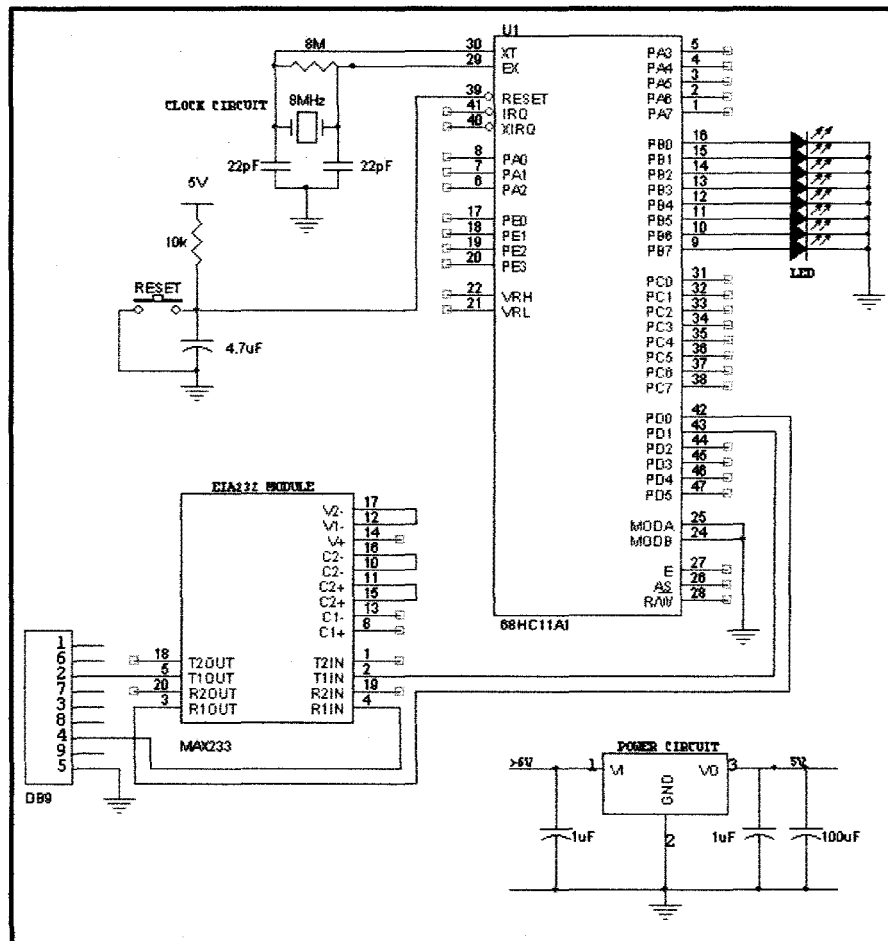 U1
8M
30 XT
29 EX
39 RESET
41 IRQ
40 XIRQ
CLOCK CIRCUIT
8MHz
22pF 22pF
8 PA0
7 PA1
6 PA2
17 PE0
18 PE1
19 PE2
20 PE3
22 VRH
21 VRL
PA3 5
PA4 4
PA5 3
PA6 2
PA7 1
PB0 16
PB1 15
PB2 14
PB3 13
PB4 12
PB5 11
PB6 10
PB7 9
LED
PC0 31
PC1 32
PC2 33
PC3 34
PC4 35
PC5 36
PC6 37
PC7 38
PD0 42
PD1 43
PD2 44
PD3 45
PD4 46
PD5 47
MODA 25
MODB 24
E 27
AS 26
R/W 28
68HC11A1
5V
10k
RESET
4.7uF
EIA232 MODULE
V2- 17
V1- 12
V+ 14
C2- 16
C2- 10
C2+ 11
C2+ 15
C1- 13
C1+ 8
18 T2OUT T2IN 1
5 T1OUT T1IN 2
20 R2OUT R2IN 19
3 R1OUT R1IN 4
MAX233
1
6
2
7
3
8
4
9
5
DB9
POWER CIRCUIT
>6V 1 VI VO 3 5V
GND
2
1uF 1uF 100uF